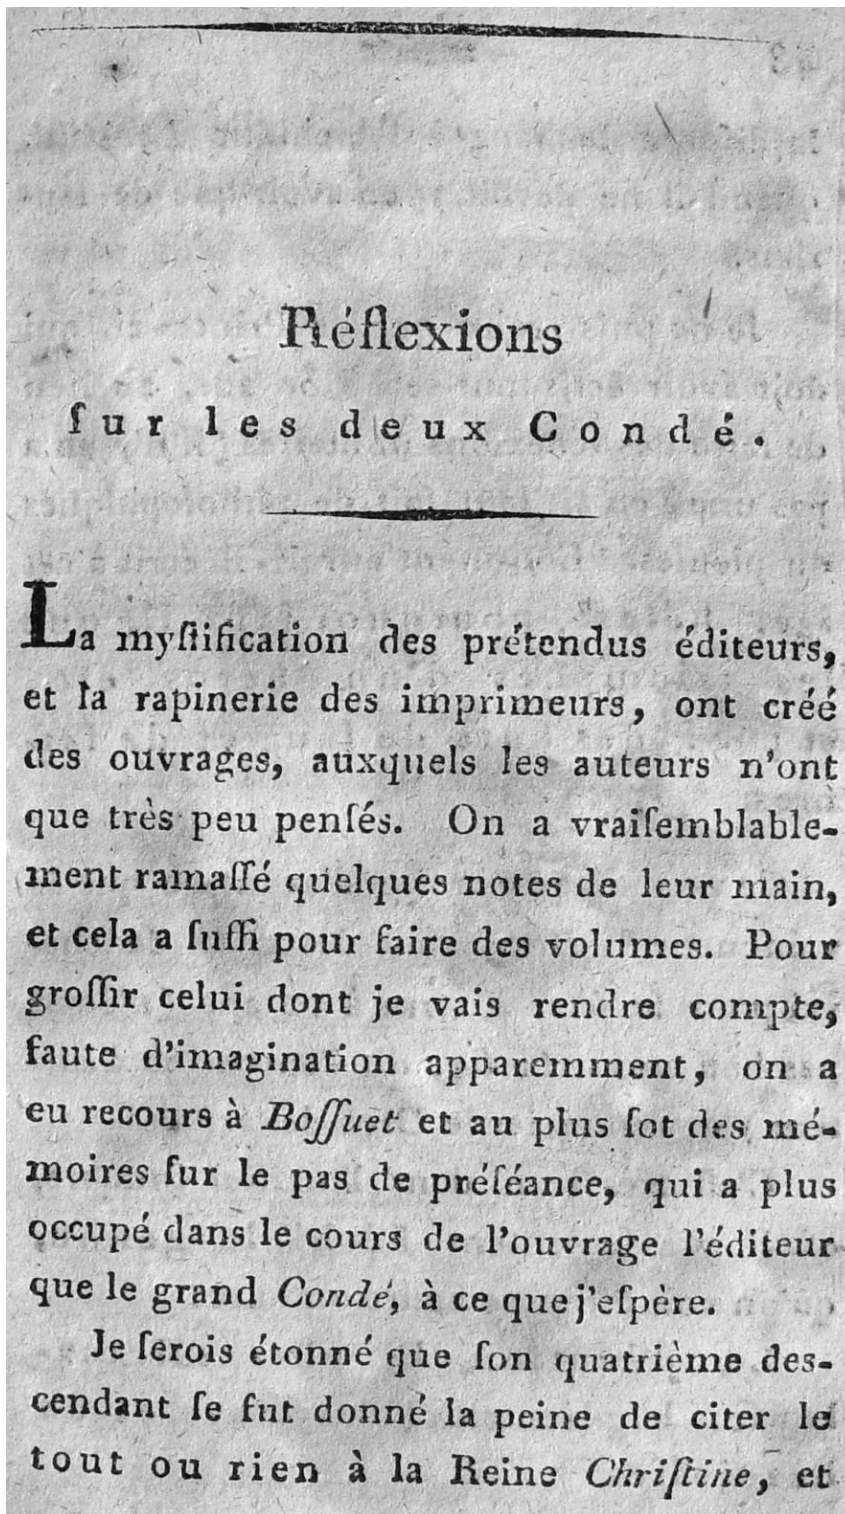 Réflexions
ſur les deux Condé.
La myſtification des prétendus éditeurs,
et la rapinerie des imprimeurs, ont créé
des ouvrages, auxquels les auteurs n'ont
que très peu penſés. On a vraiſemblable-
ment ramaſſé quelques notes de leur main,
et cela a ſuffi pour faire des volumes. Pour
groſſir celui dont je vais rendre compte,
faute d'imagination apparemment, on a
eu recours à Boſſuet et au plus ſot des mé-
moires ſur le pas de préſéance, qui a plus
occupé dans le cours de l'ouvrage l'éditeur
que le grand Condé, à ce que j'eſpère.
Je ſerois étonné que ſon quatrième des-
cendant ſe fut donné la peine de citer le
tout ou rien à la Reine Chriſtine, et